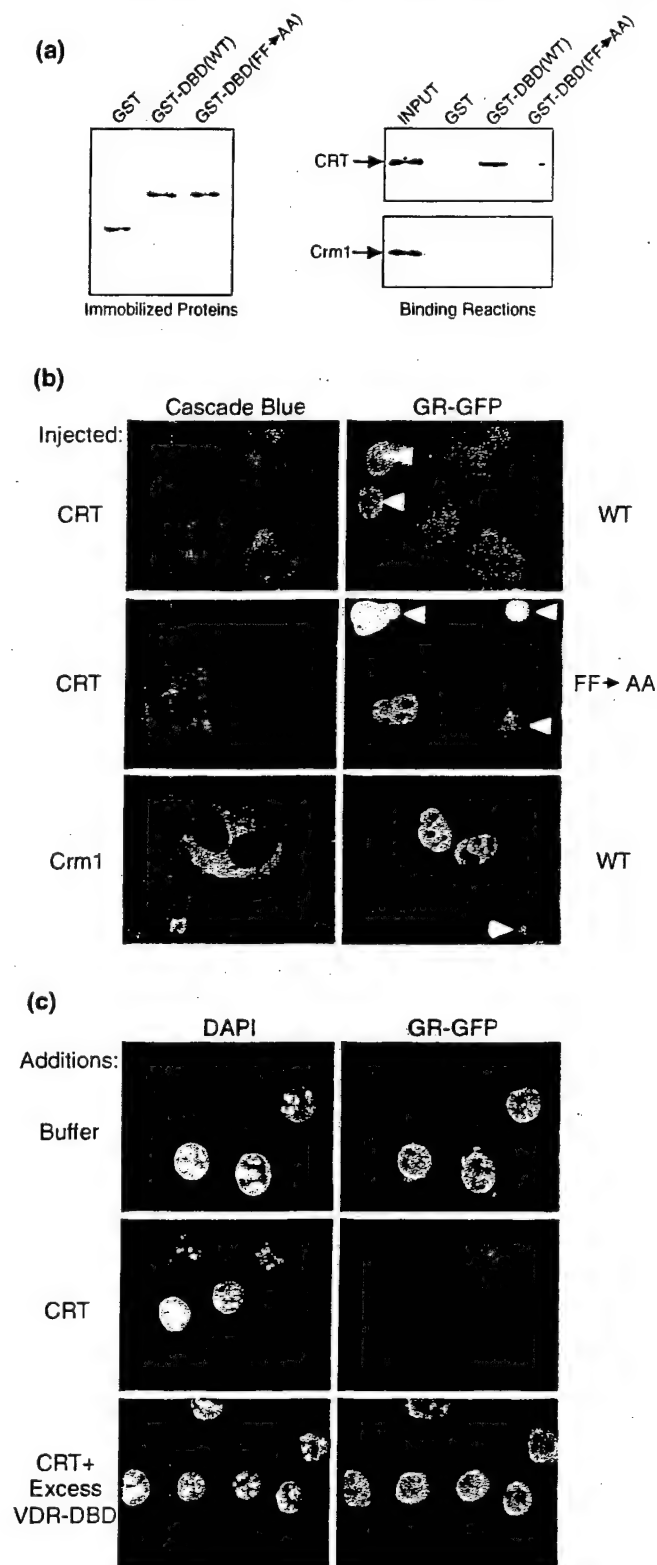 (a)
GST
GST-DBD(WT)
GST-DBD(FF→AA)
Immobilized Proteins
INPUT
GST
GST-DBD(WT)
GST-DBD(FF→AA)
CRT
Crm1
Binding Reactions
(b)
Cascade Blue
GR-GFP
Injected:
CRT
WT
CRT
FF→AA
Crm1
WT
(c)
DAPI
GR-GFP
Additions:
Buffer
CRT
CRT+
Excess
VDR-DBD